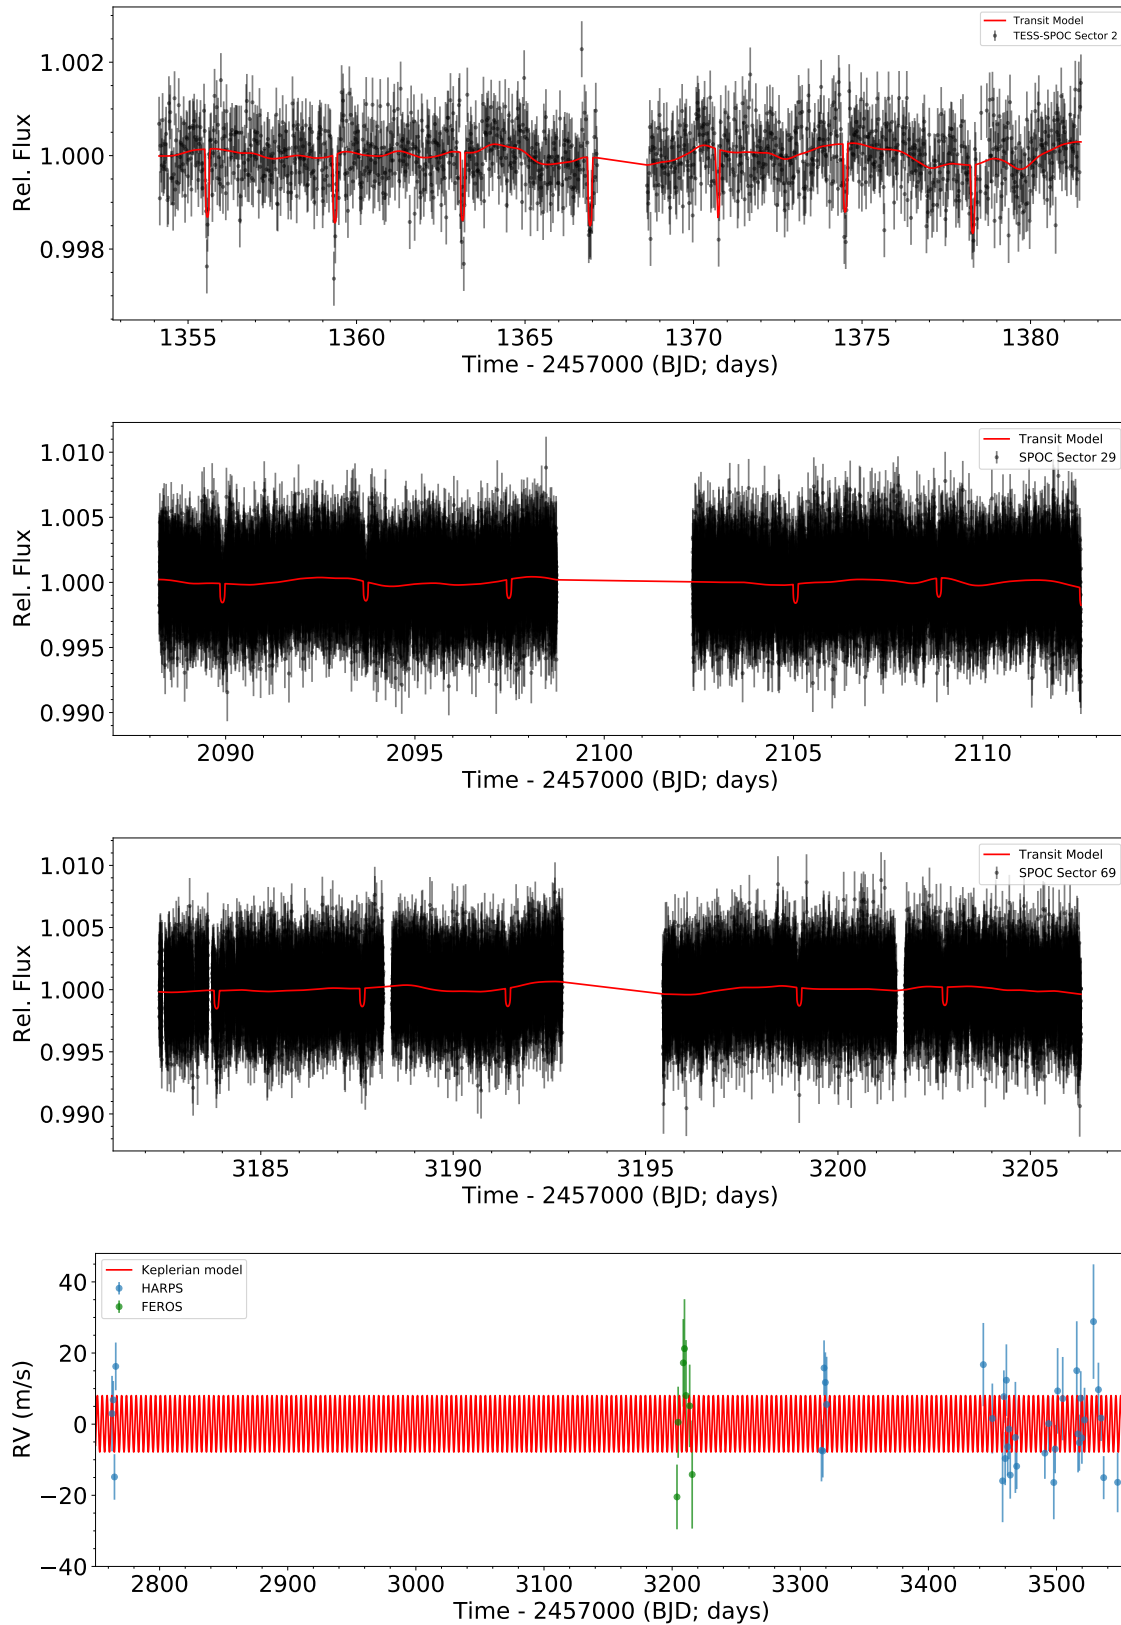 Transit Model
TESS-SPOC Sector 2
Rel. Flux
1.002
1.000
0.998
1355 1360 1365 1370 1375 1380
Time - 2457000 (BJD; days)
Transit Model
SPOC Sector 29
Rel. Flux
1.010
1.005
1.000
0.995
0.990
2090 2095 2100 2105 2110
Time - 2457000 (BJD; days)
Transit Model
SPOC Sector 69
Rel. Flux
1.010
1.005
1.000
0.995
0.990
3185 3190 3195 3200 3205
Time - 2457000 (BJD; days)
Keplerian model
HARPS
FEROS
RV (m/s)
40
20
0
−20
−40
2800 2900 3000 3100 3200 3300 3400 3500
Time - 2457000 (BJD; days)